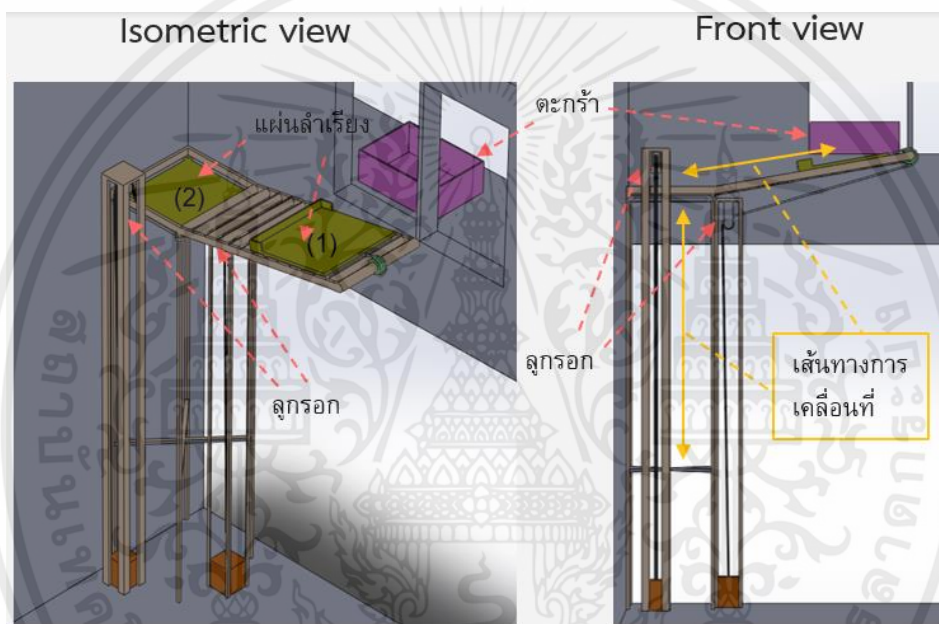 Isometric view
Front view
แผ่นลำเรียง
ตะกร้า
(2)
(1)
ลูกรอก
ลูกรอก
เส้นทางการ
เคลื่อนที่